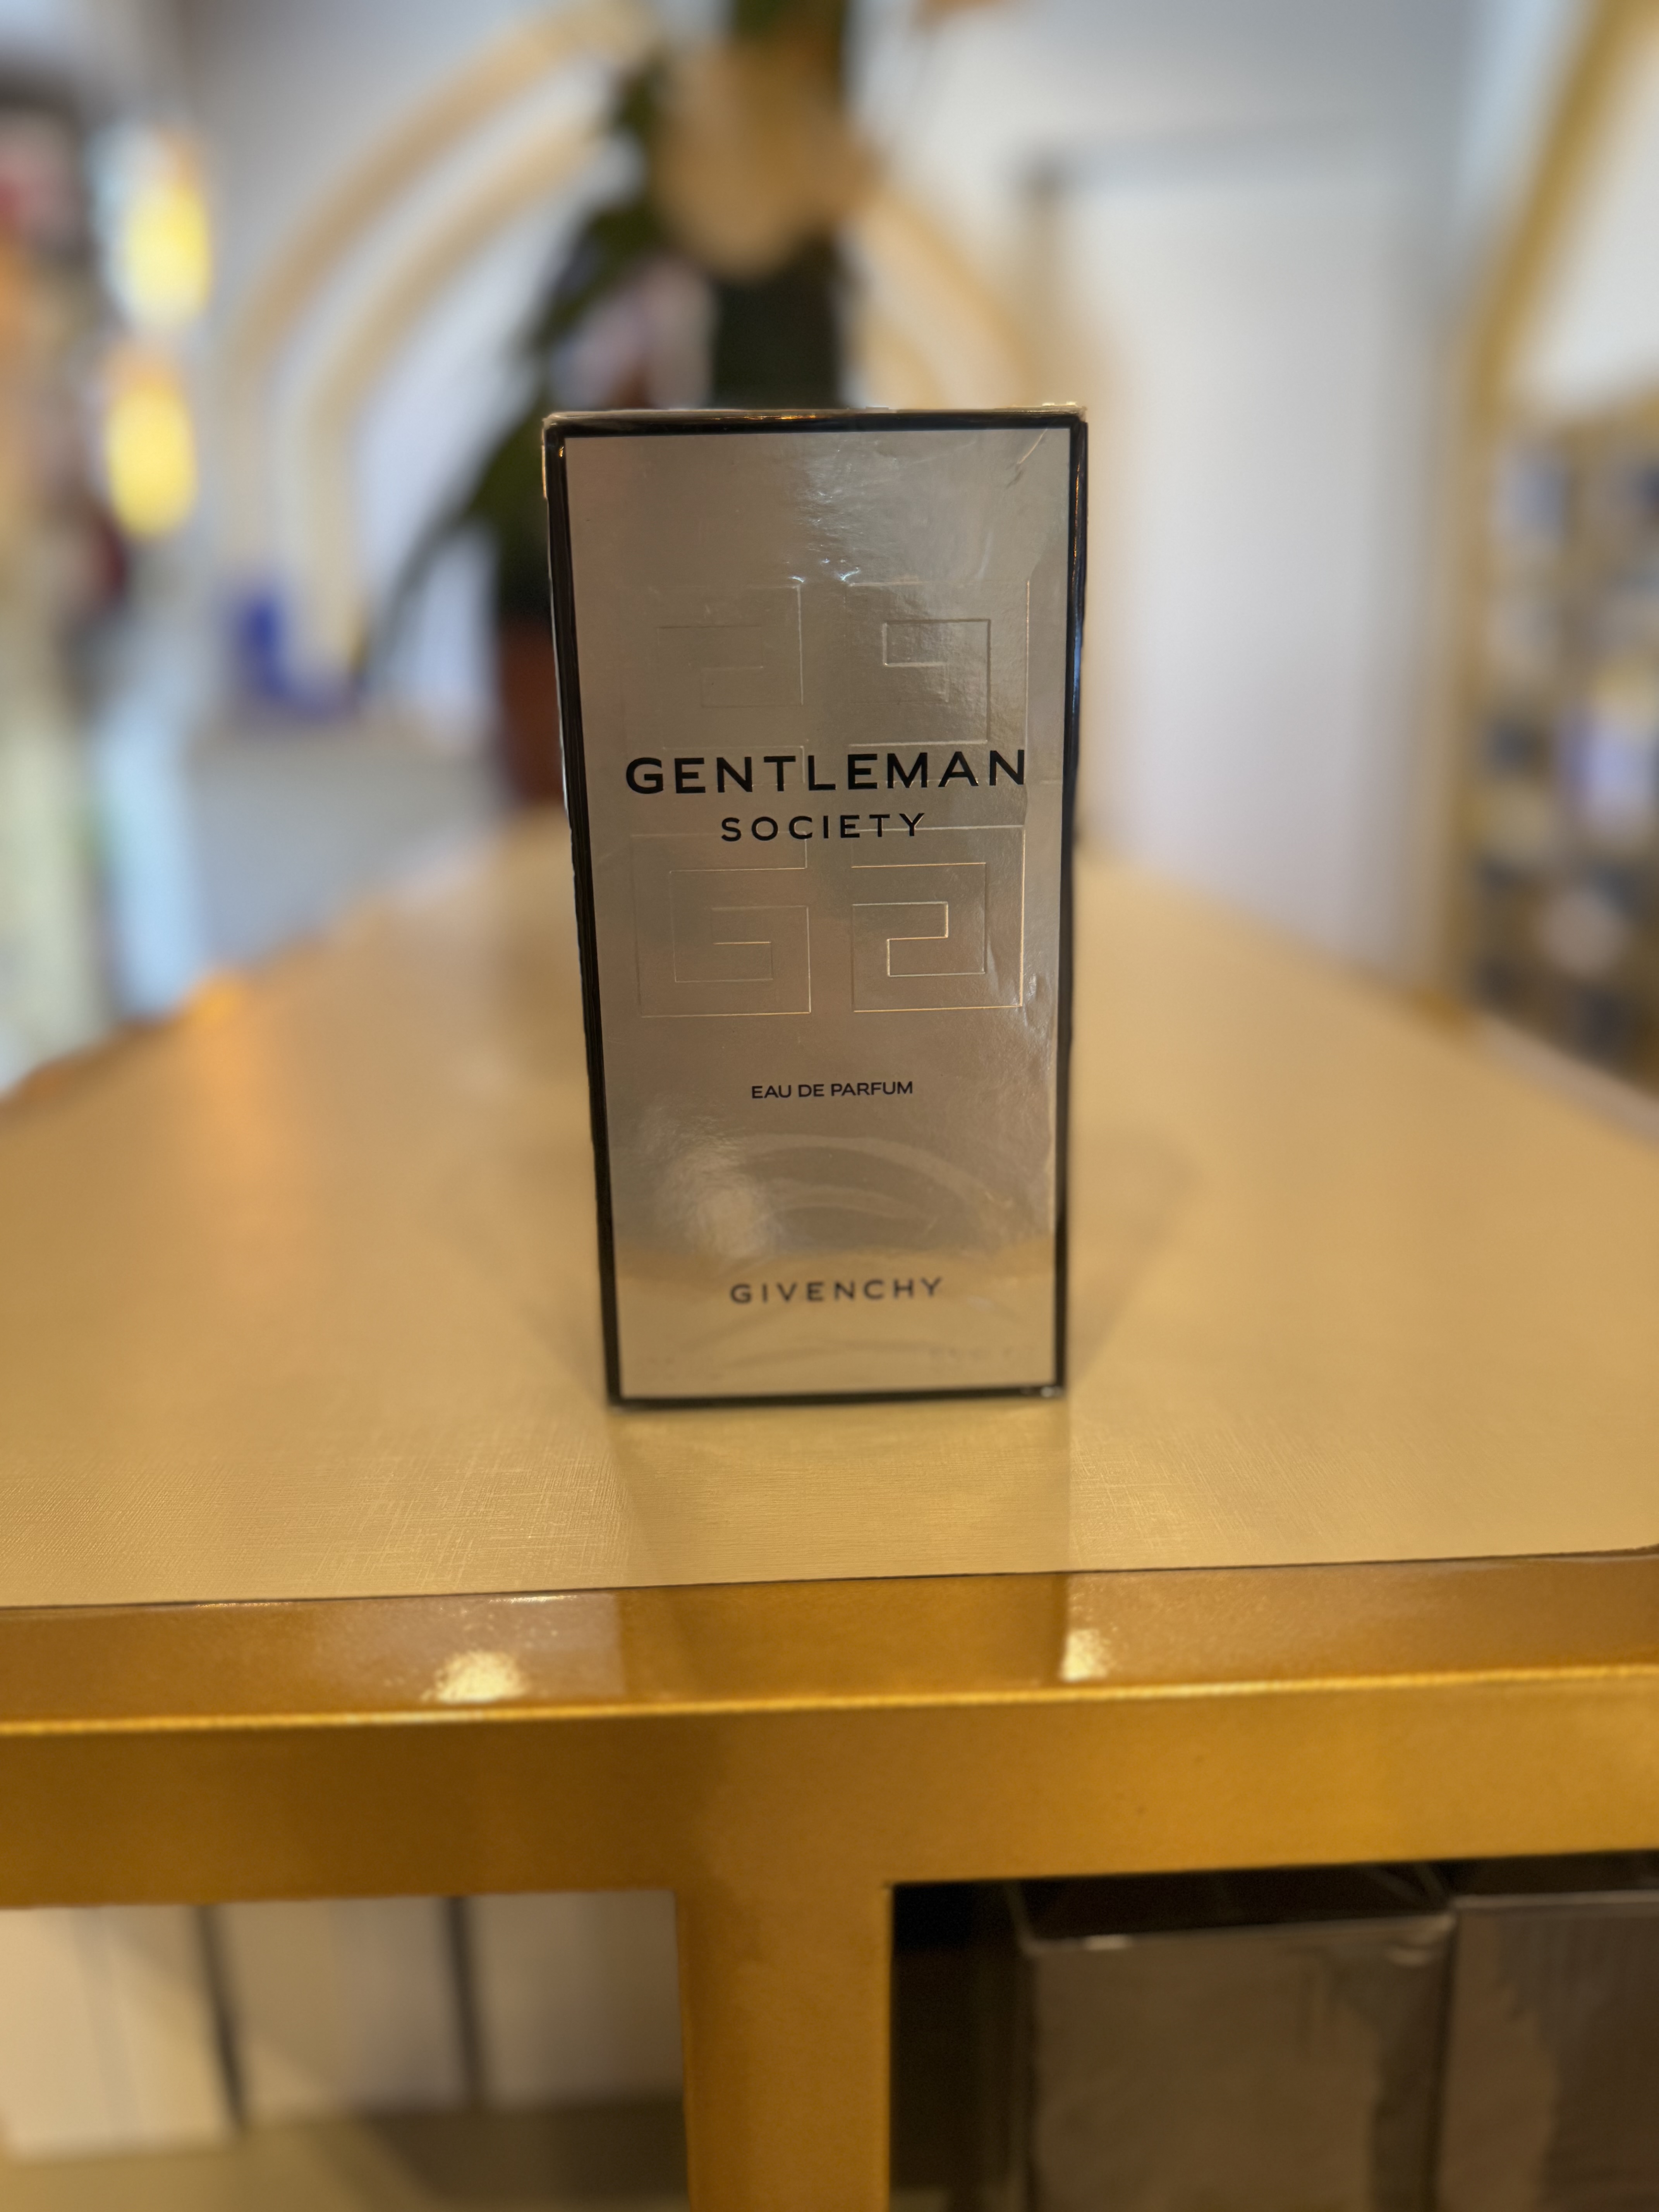 GENTLEMAN
SOCIETY
EAU DE PARFUM
GIVENCHY